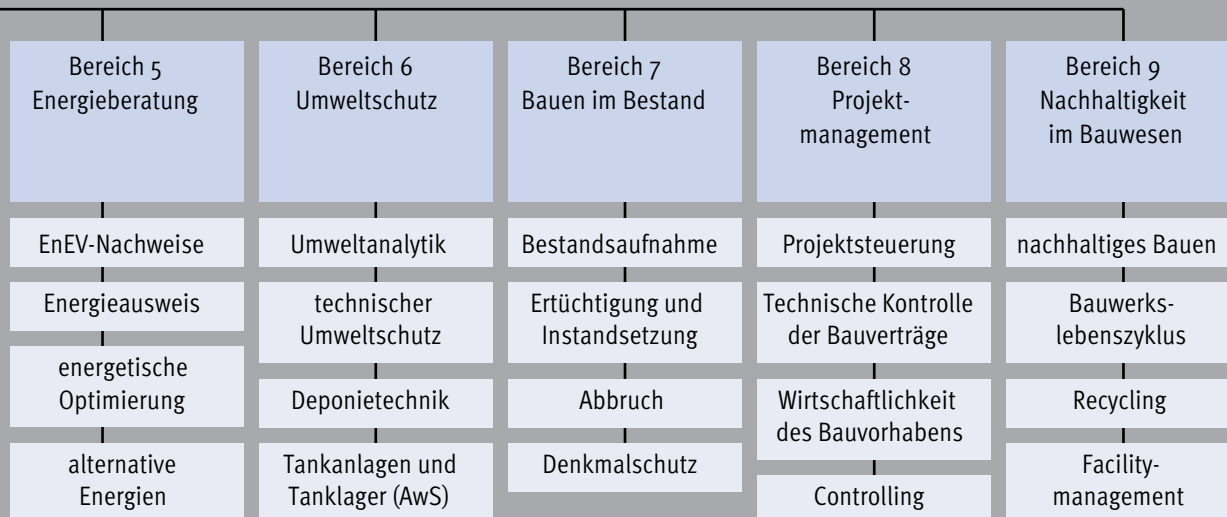 Bereich 5
Energieberatung
EnEV-Nachweise
Energieausweis
energetische
Optimierung
alternative
Energien
Bereich 6
Umweltschutz
Umweltanalytik
technischer
Umweltschutz
Deponietechnik
Tankanlagen und
Tanklager (AwS)
Bereich 7
Bauen im Bestand
Bestandsaufnahme
Ertüchtigung und
Instandsetzung
Abbruch
Denkmalschutz
Bereich 8
Projekt-
management
Projektsteuerung
Technische Kontrolle
der Bauverträge
Wirtschaftlichkeit
des Bauvorhabens
Controlling
Bereich 9
Nachhaltigkeit
im Bauwesen
nachhaltiges Bauen
Bauwerks-
lebenszyklus
Recycling
Facility-
management